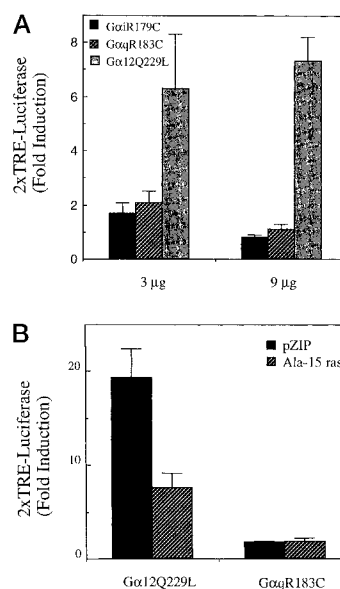 A
GαiR179C
GαqR183C
Gα12Q229L
2xTRE-Luciferase
(Fold Induction)
8
6
4
2
0
3 µg
9 µg
B
pZIP
Ala-15 ras
2xTRE-Luciferase
(Fold Induction)
20
10
0
Gα12Q229L
GαqR183C